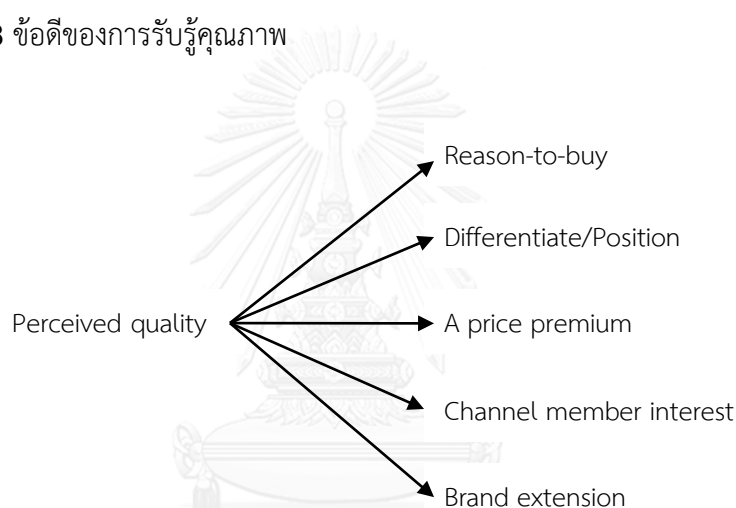 3 ข้อดีของการรับรู้คุณภาพ
Reason-to-buy
Differentiate/Position
Perceived quality
A price premium
Channel member interest
Brand extension